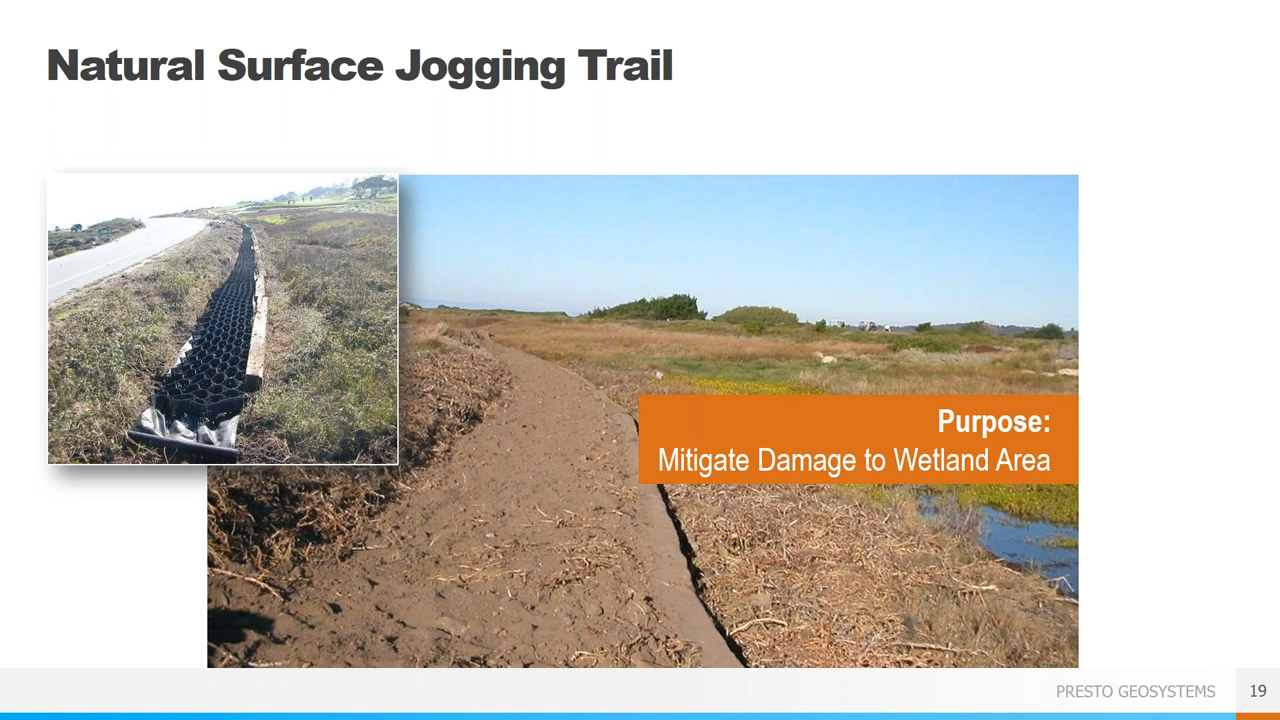 Natural Surface Jogging Trail
Purpose:
Mitigate Damage to Wetland Area
PRESTO GEOSYSTEMS
19